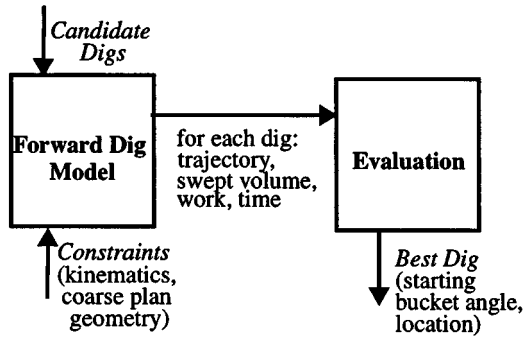 Candidate
Digs
Forward Dig
Model
for each dig:
trajectory,
swept volume,
work, time
Evaluation
Constraints
(kinematics,
coarse plan
geometry)
Best Dig
(starting
bucket angle,
location)